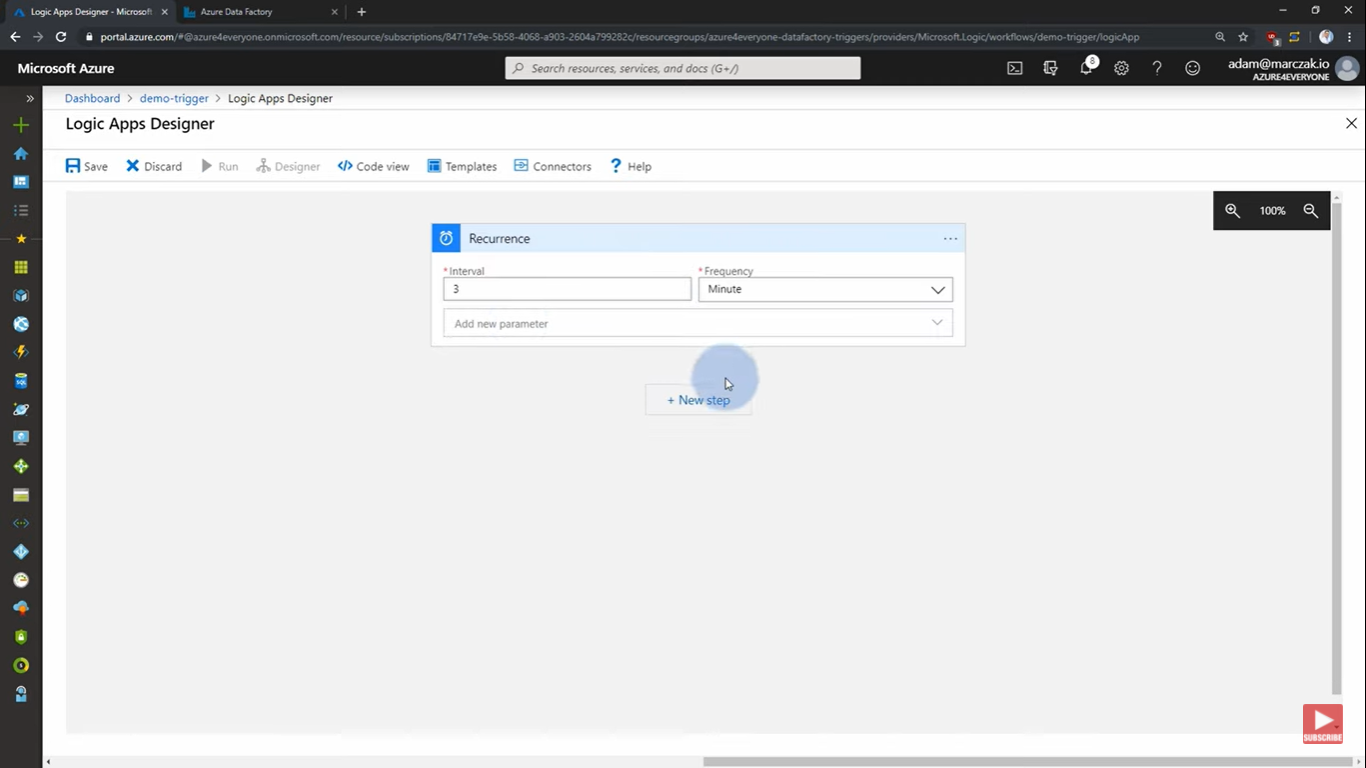 Logic Apps Designer - Microsoft
Azure Data Factory
portal.azure.com/#@azure4everyone.onmicrosoft.com/resource/subscriptions/84717e9e-5b58-4068-a903-2604a799282c/resourcegroups/azure4everyone-datafactory-triggers/providers/Microsoft.Logic/workflows/demo-trigger/logicApp
3
Microsoft Azure
Search resources, services, and docs (G+/)
8
adam@marczak.io
AZURE4EVERYONE
Dashboard > demo-trigger > Logic Apps Designer
Logic Apps Designer
Save Discard Run Designer Code view Templates Connectors ? Help
100%
Recurrence
* Interval * Frequency
3 Minute
Add new parameter
+ New step
SQL
SUBSCRIBE